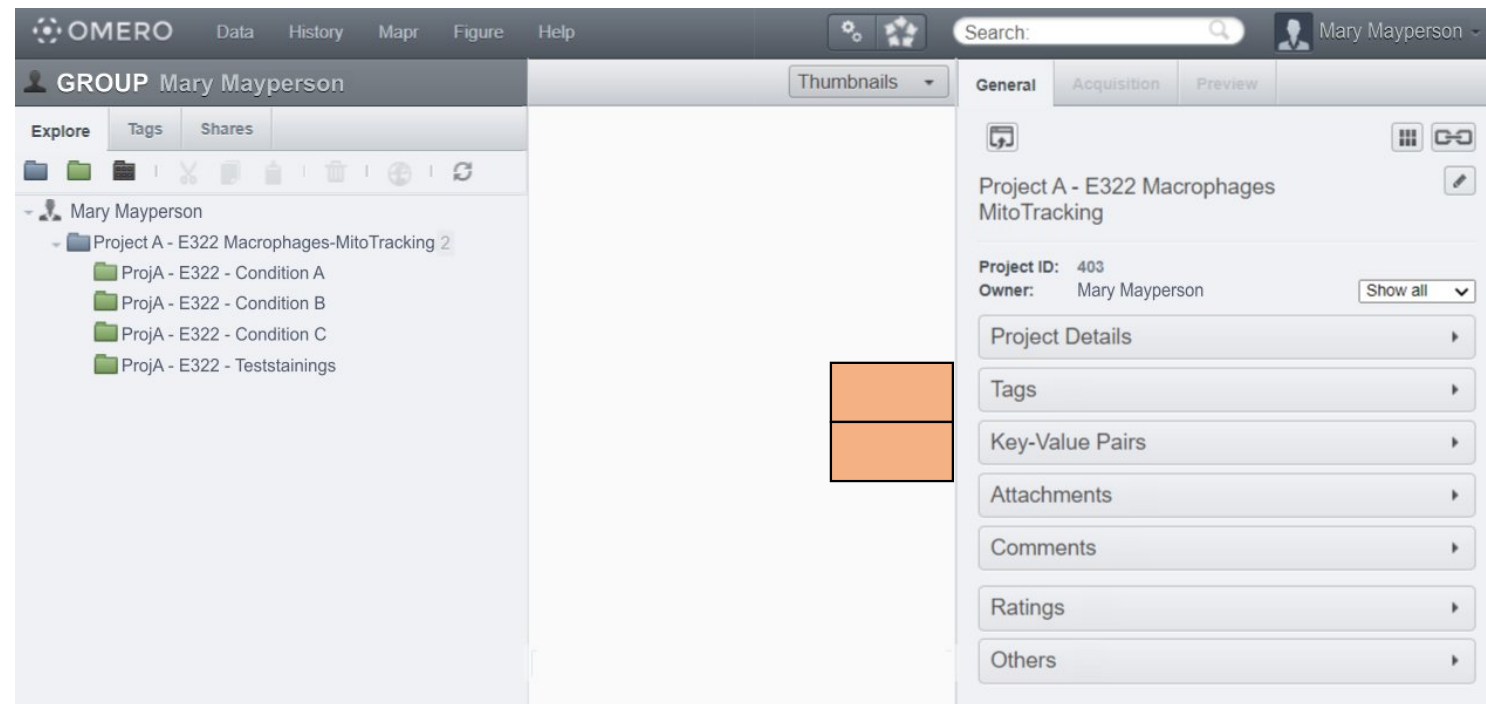 OMERO Data History Mapr Figure Help Search: Mary Mayperson
GROUP Mary Mayperson Thumbnails General Acquisition Preview
Explore Tags Shares
Mary Mayperson
Project A - E322 Macrophages-MitoTracking 2
ProjA - E322 - Condition A
ProjA - E322 - Condition B
ProjA - E322 - Condition C
ProjA - E322 - Teststainings
Project A - E322 Macrophages
MitoTracking
Project ID: 403
Owner: Mary Mayperson Show all
Project Details
Tags
Key-Value Pairs
Attachments
Comments
Ratings
Others